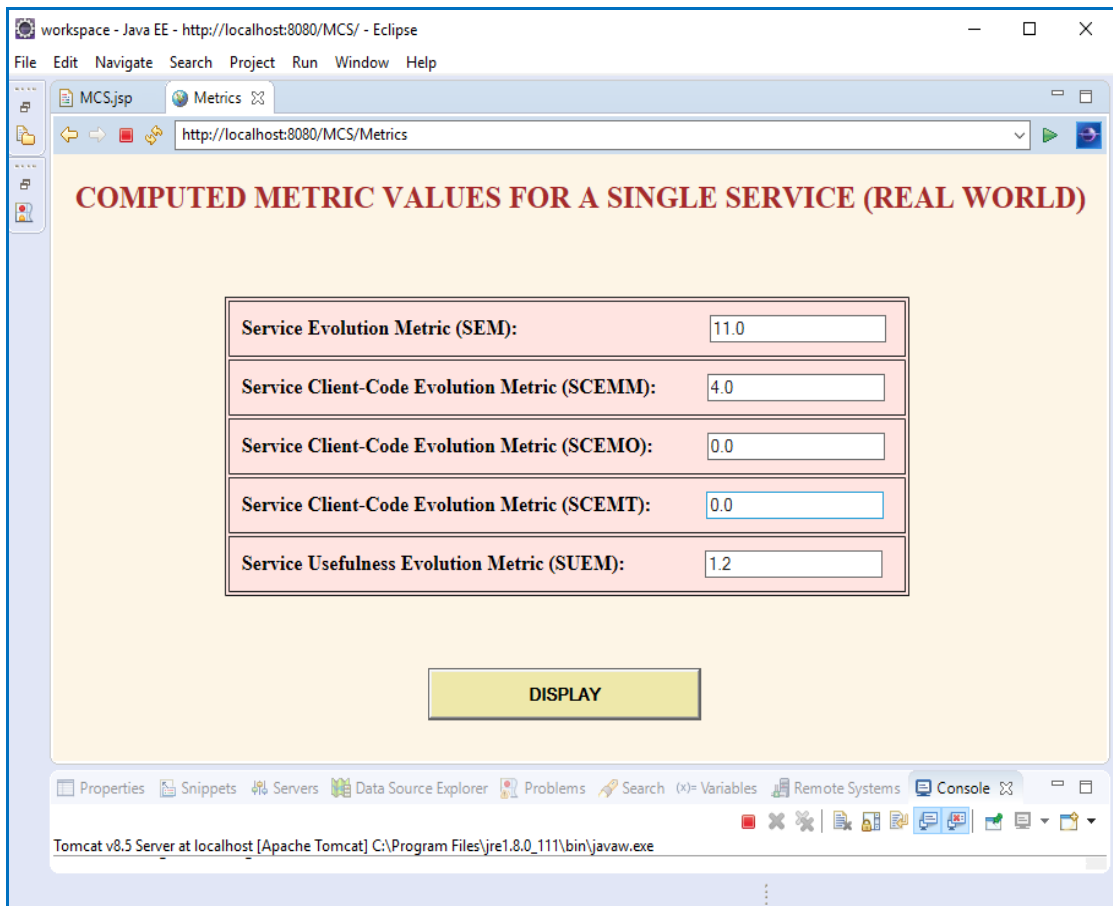 workspace - Java EE - http://localhost:8080/MCS/ - Eclipse
File Edit Navigate Search Project Run Window Help
MCS.jsp Metrics
http://localhost:8080/MCS/Metrics
COMPUTED METRIC VALUES FOR A SINGLE SERVICE (REAL WORLD)
Service Evolution Metric (SEM): 11.0
Service Client-Code Evolution Metric (SCEMM): 4.0
Service Client-Code Evolution Metric (SCEMO): 0.0
Service Client-Code Evolution Metric (SCEMT): 0.0
Service Usefulness Evolution Metric (SUEM): 1.2
DISPLAY
Properties Snippets Servers Data Source Explorer Problems Search (x)= Variables Remote Systems Console
Tomcat v8.5 Server at localhost [Apache Tomcat] C:\Program Files\jre1.8.0_111\bin\javaw.exe